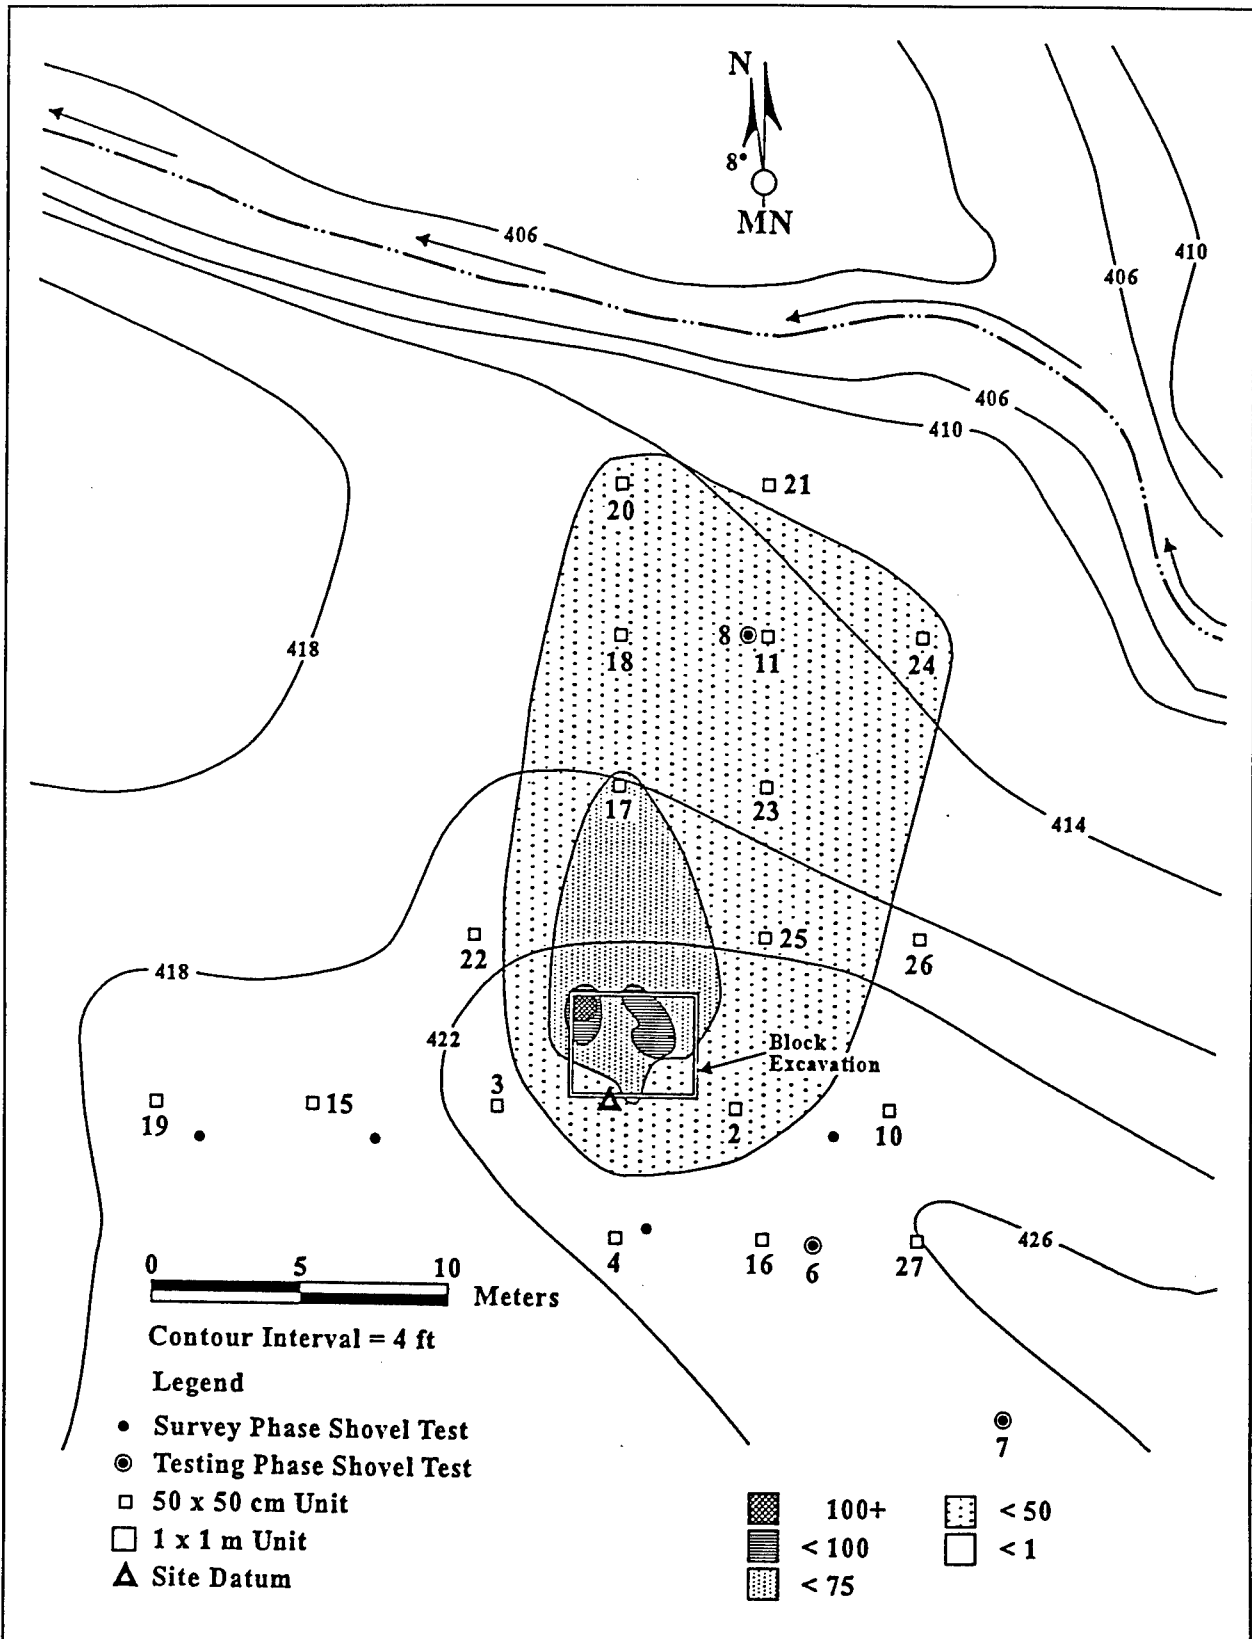 N
8°
MN
406
410
406
406
410
20
21
418
18
8
11
24
17
23
414
22
25
26
418
422
Block
Excavation
3
19
15
2
10
4
16
6
27
426
0 5 10
Meters
Contour Interval = 4 ft
Legend
Survey Phase Shovel Test
Testing Phase Shovel Test
50 x 50 cm Unit
1 x 1 m Unit
Site Datum
7
100+
< 100
< 75
< 50
< 1